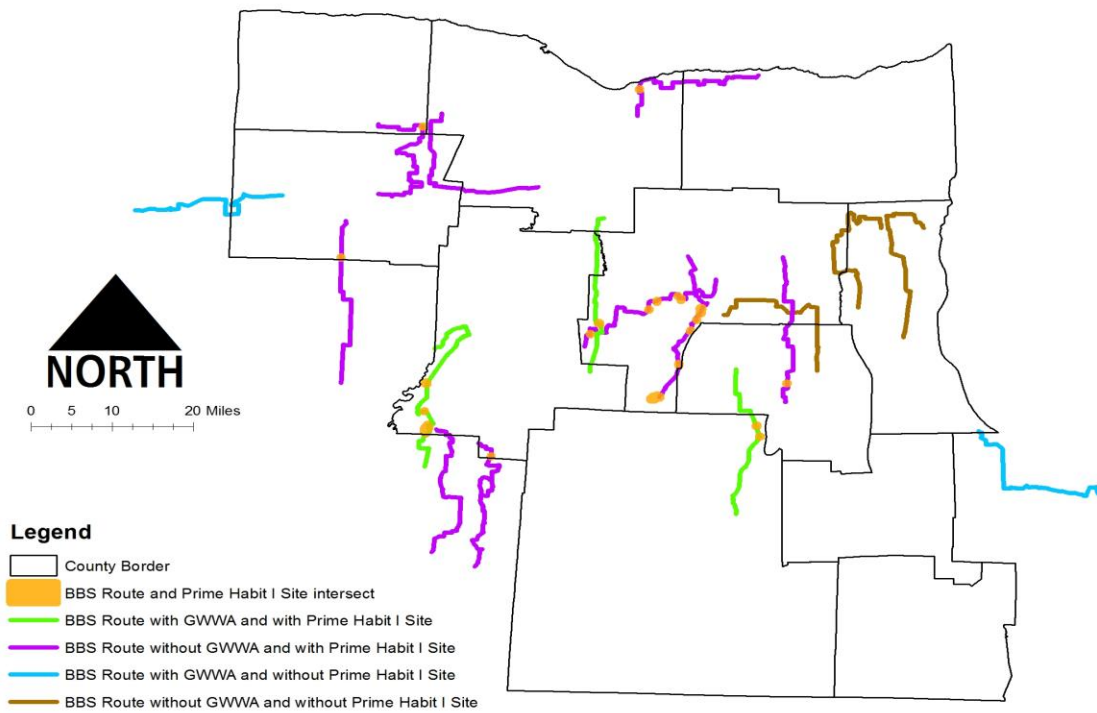 NORTH
0 5 10 20 Miles
Legend
County Border
BBS Route and Prime Habit I Site intersect
BBS Route with GWWA and with Prime Habit I Site
BBS Route without GWWA and with Prime Habit I Site
BBS Route with GWWA and without Prime Habit I Site
BBS Route without GWWA and without Prime Habit I Site